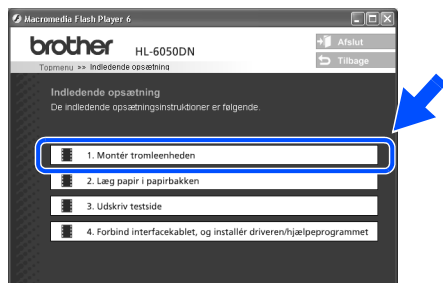 Macromedia Flash Player 6
brother HL-6050DN
Afslut
Topmenu >> Indledende opsætning
Tilbage
Indledende opsætning
De indledende opsætningsinstruktioner er følgende.
1. Montér tromleenheden
2. Læg papir i papirbakken
3. Udskriv testside
4. Forbind interfacekablet, og installér driveren/hjælpeprogrammet